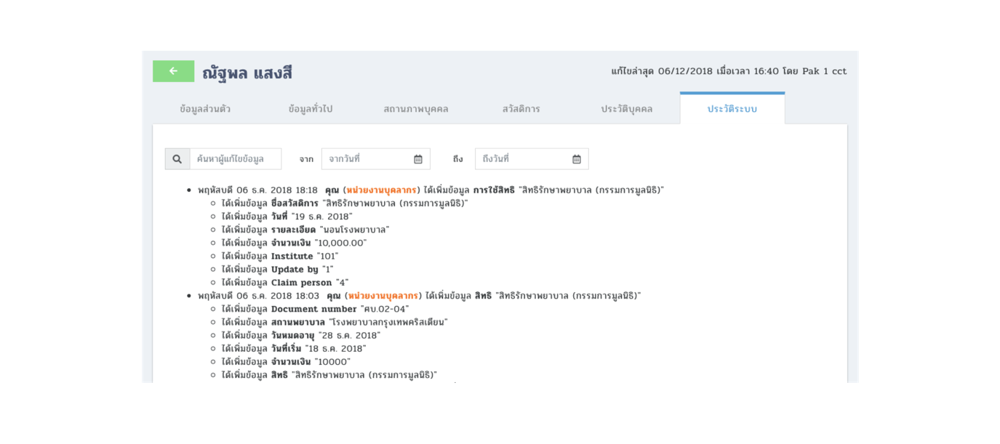 ณัฐพล แสงสี
แก้ไขล่าสุด 06/12/2018 เมื่อเวลา 16:40 โดย Pak 1 cct
ข้อมูลส่วนตัว ข้อมูลทั่วไป สถานภาพบุคคล สวัสดิการ ประวัติบุคคล ประวัติระบบ
ค้นหาผู้แก้ไขข้อมูล จาก จากวันที่ ถึง ถึงวันที่
พฤหัสบดี 06 ธ.ค. 2018 18:18 คุณ (หน่วยงานบุคลากร) ได้เพิ่มข้อมูล การใช้สิทธิ "สิทธิรักษาพยาบาล (กรรมการมูลนิธิ)"
ได้เพิ่มข้อมูล ชื่อสวัสดิการ "สิทธิรักษาพยาบาล (กรรมการมูลนิธิ)"
ได้เพิ่มข้อมูล วันที่ "19 ธ.ค. 2018"
ได้เพิ่มข้อมูล รายละเอียด "นอนโรงพยาบาล"
ได้เพิ่มข้อมูล จำนวนเงิน "10,000.00"
ได้เพิ่มข้อมูล Institute "101"
ได้เพิ่มข้อมูล Update by "1"
ได้เพิ่มข้อมูล Claim person "4"
พฤหัสบดี 06 ธ.ค. 2018 18:03 คุณ (หน่วยงานบุคลากร) ได้เพิ่มข้อมูล สิทธิ "สิทธิรักษาพยาบาล (กรรมการมูลนิธิ)"
ได้เพิ่มข้อมูล Document number "ศบ.02-04"
ได้เพิ่มข้อมูล สถานพยาบาล "โรงพยาบาลกรุงเทพคริสเตียน"
ได้เพิ่มข้อมูล วันหมดอายุ "28 ธ.ค. 2018"
ได้เพิ่มข้อมูล วันที่เริ่ม "18 ธ.ค. 2018"
ได้เพิ่มข้อมูล จำนวนเงิน "10000"
ได้เพิ่มข้อมูล สิทธิ "สิทธิรักษาพยาบาล (กรรมการมูลนิธิ)"